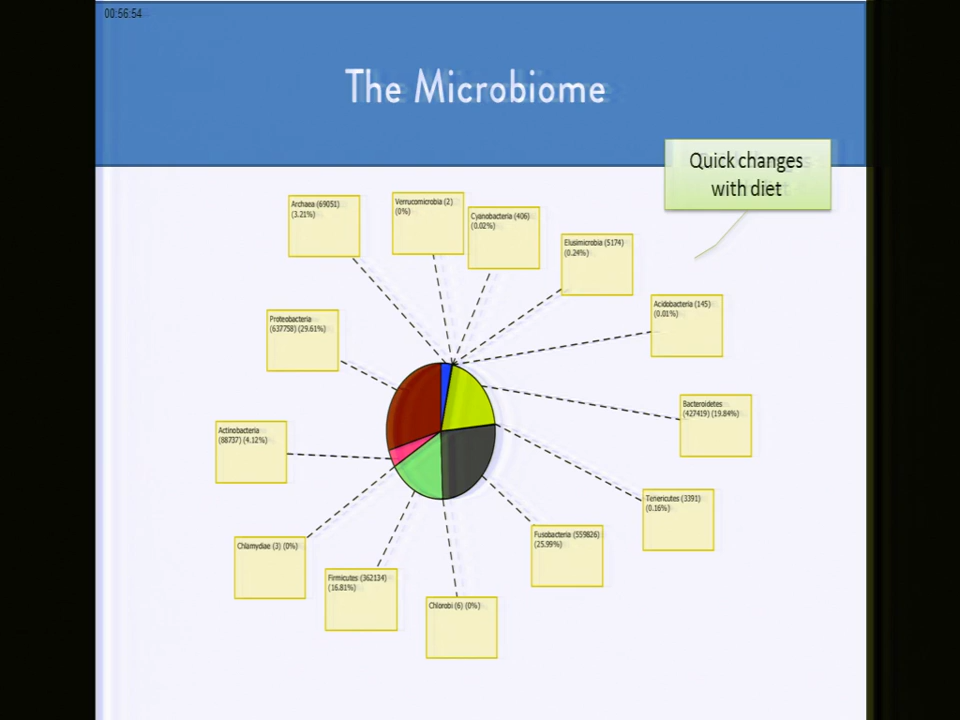 00:56:54
The Microbiome
Quick changes
with diet
Archaea (69051)
(3.21%)
Verrucomicrobia (2)
(0%)
Cyanobacteria (406)
(0.02%)
Elusimicrobia (5174)
(0.24%)
Acidobacteria (145)
(0.01%)
Proteobacteria
(637758) (29.61%)
Bacteroidetes
(427419) (19.84%)
Actinobacteria
(88737) (4.12%)
Tenericutes (3391)
(0.16%)
Fusobacteria (559826)
(25.99%)
Chlamydiae (3) (0%)
Firmicutes (362134)
(16.81%)
Chlorobi (6) (0%)